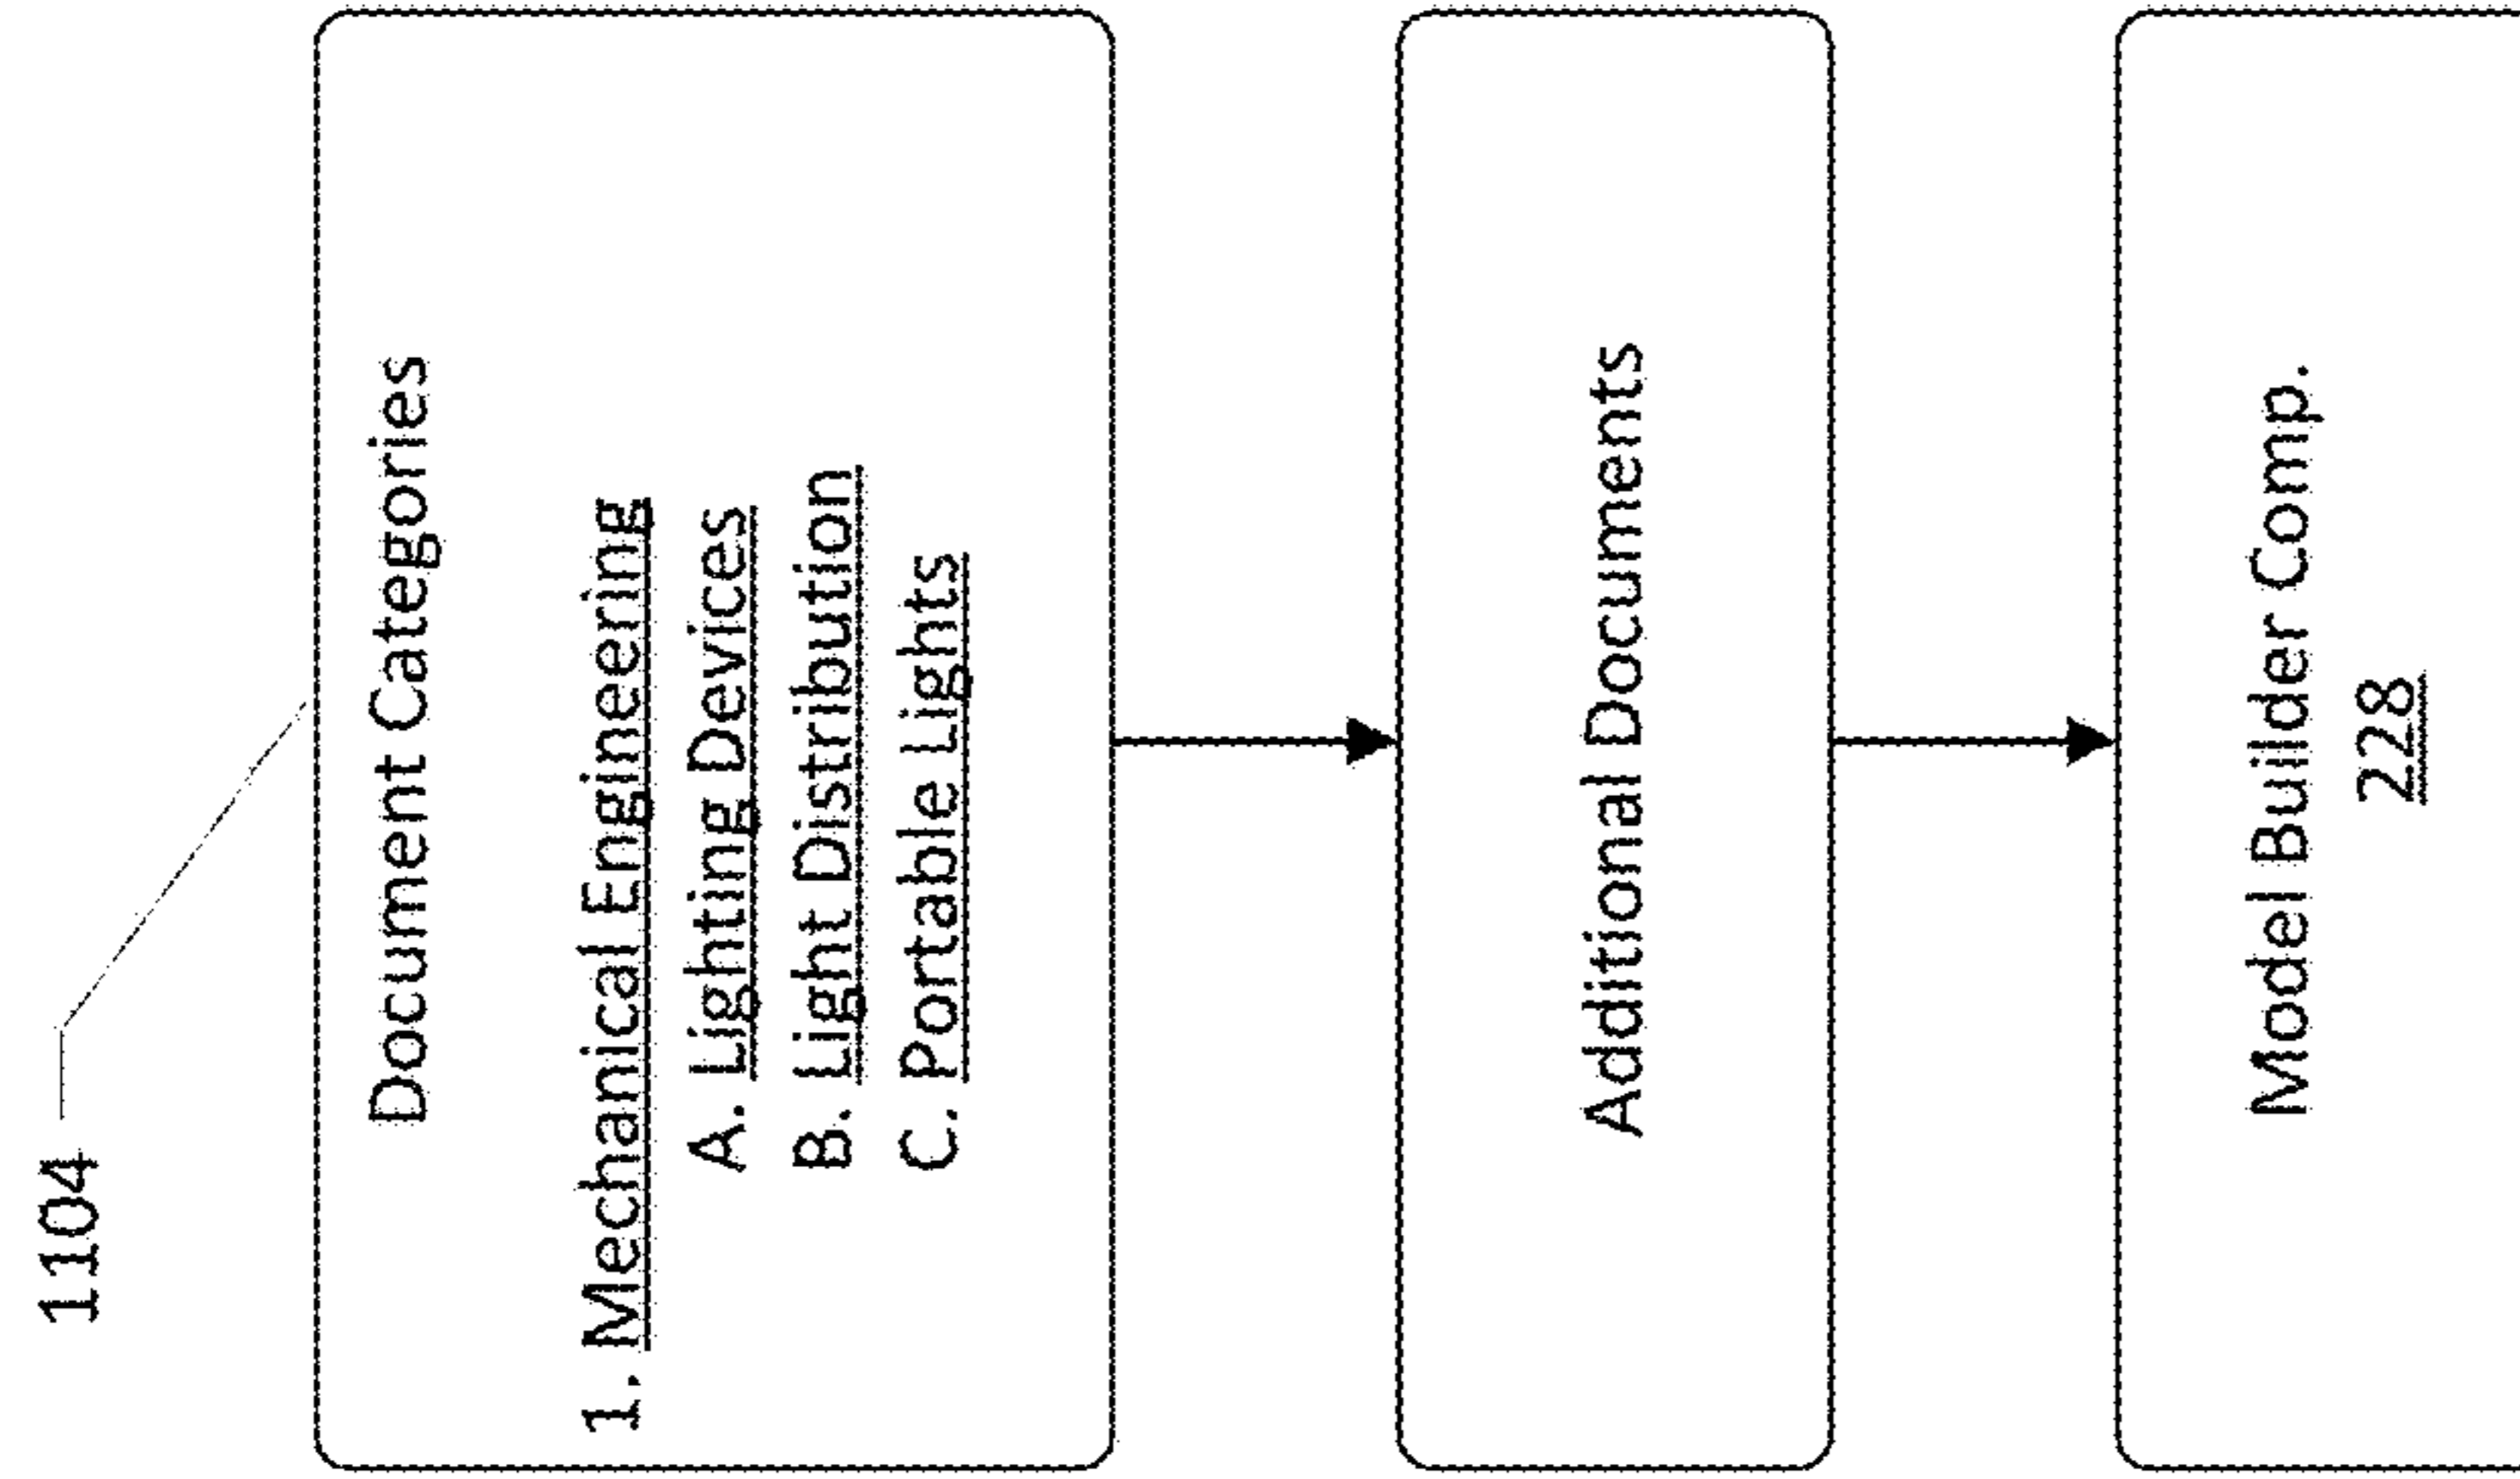 1104
Document Categories
1. Mechanical Engineering
A. Lighting Devices
B. Light Distribution
C. Portable Lights
Additional Documents
Model Builder Comp.
228